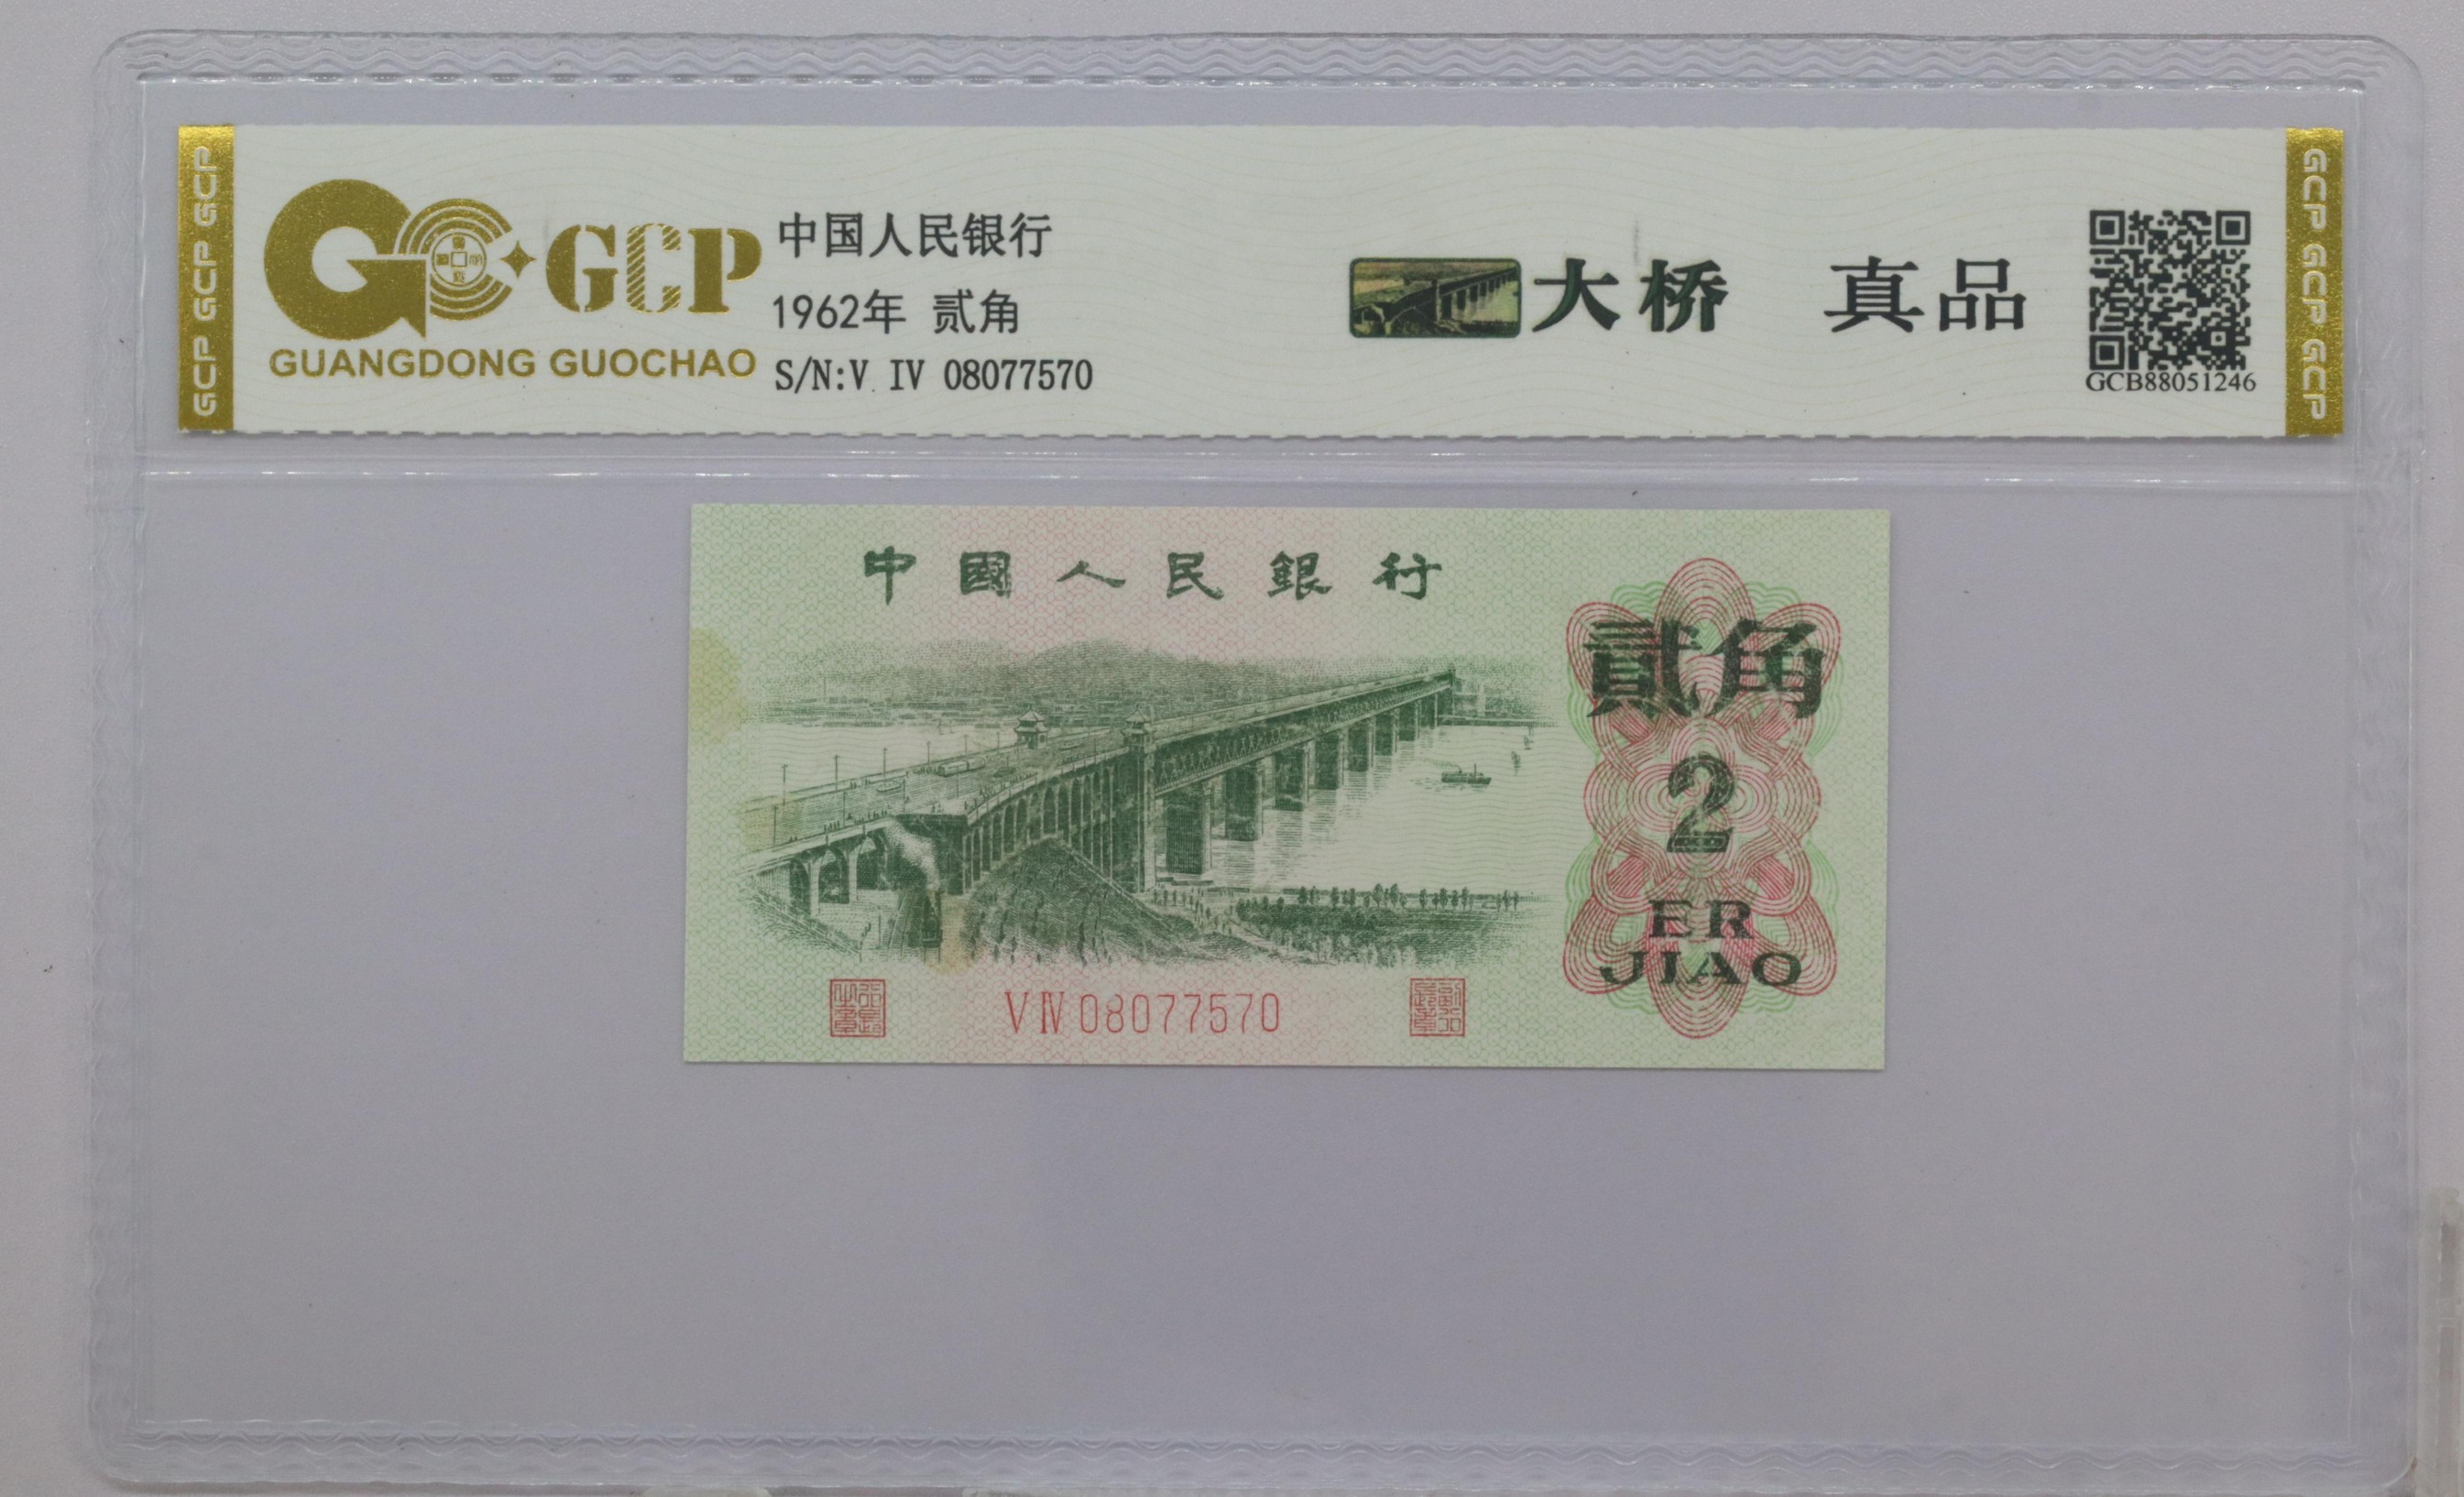 GCP GCP GCP
GCP
GUANGDONG GUOCHAO
中国人民银行
1962年 贰角
S/N:V IV 08077570
大桥 真品
GCB88051246
GCP GCP GCP
中國人民銀行
貳角
2
ER
JIAO
V IV 08077570